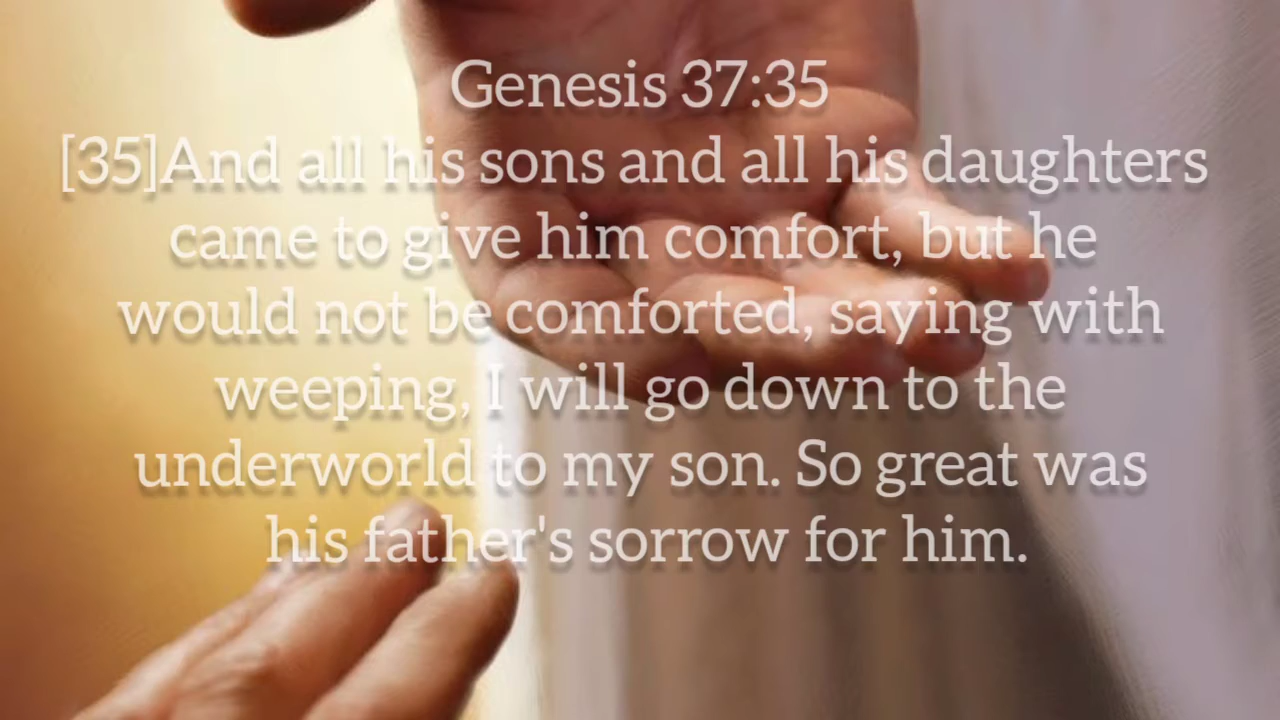 Genesis 37:35
[35]And all his sons and all his daughters
came to give him comfort, but he
would not be comforted, saying with
weeping, I will go down to the
underworld to my son. So great was
his father's sorrow for him.